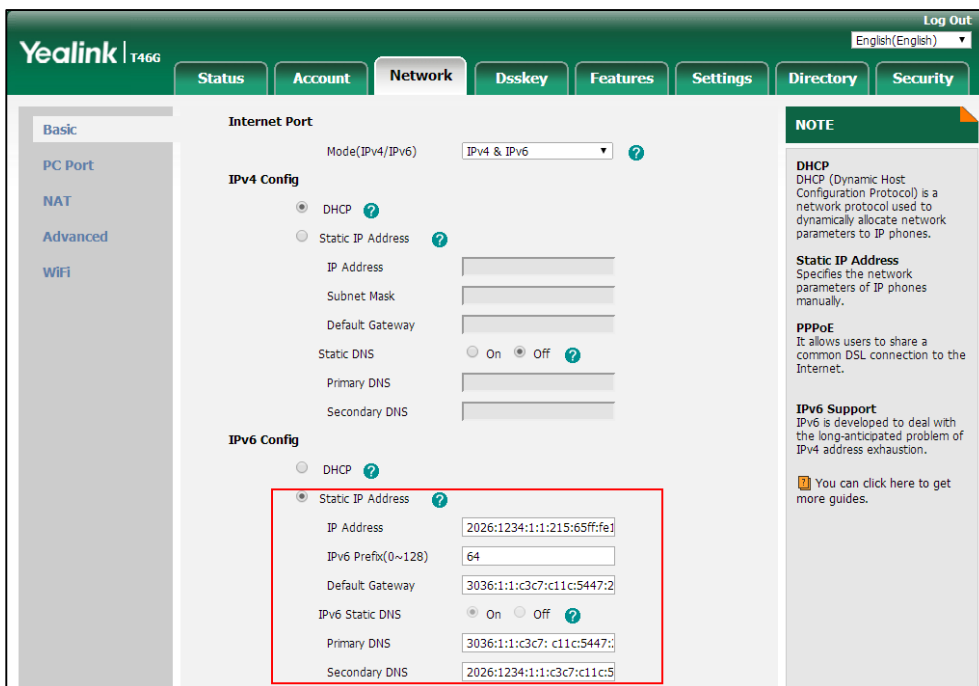 Log Out
Yealink T46G
English(English)
Status Account Network Dsskey Features Settings Directory Security
Basic
PC Port
NAT
Advanced
WiFi
Internet Port
Mode(IPv4/IPv6) IPv4 & IPv6 ?
IPv4 Config
DHCP ?
Static IP Address ?
IP Address
Subnet Mask
Default Gateway
Static DNS On Off ?
Primary DNS
Secondary DNS
IPv6 Config
DHCP ?
Static IP Address ?
IP Address 2026:1234:1:1:215:65ff:fe1
IPv6 Prefix(0~128) 64
Default Gateway 3036:1:1:c3c7:c11c:5447:2
IPv6 Static DNS On Off ?
Primary DNS 3036:1:1:c3c7: c11c:5447:
Secondary DNS 2026:1234:1:1:c3c7:c11c:5
NOTE
DHCP
DHCP (Dynamic Host
Configuration Protocol) is a
network protocol used to
dynamically allocate network
parameters to IP phones.
Static IP Address
Specifies the network
parameters of IP phones
manually.
PPPoE
It allows users to share a
common DSL connection to the
Internet.
IPv6 Support
IPv6 is developed to deal with
the long-anticipated problem of
IPv4 address exhaustion.
? You can click here to get
more guides.